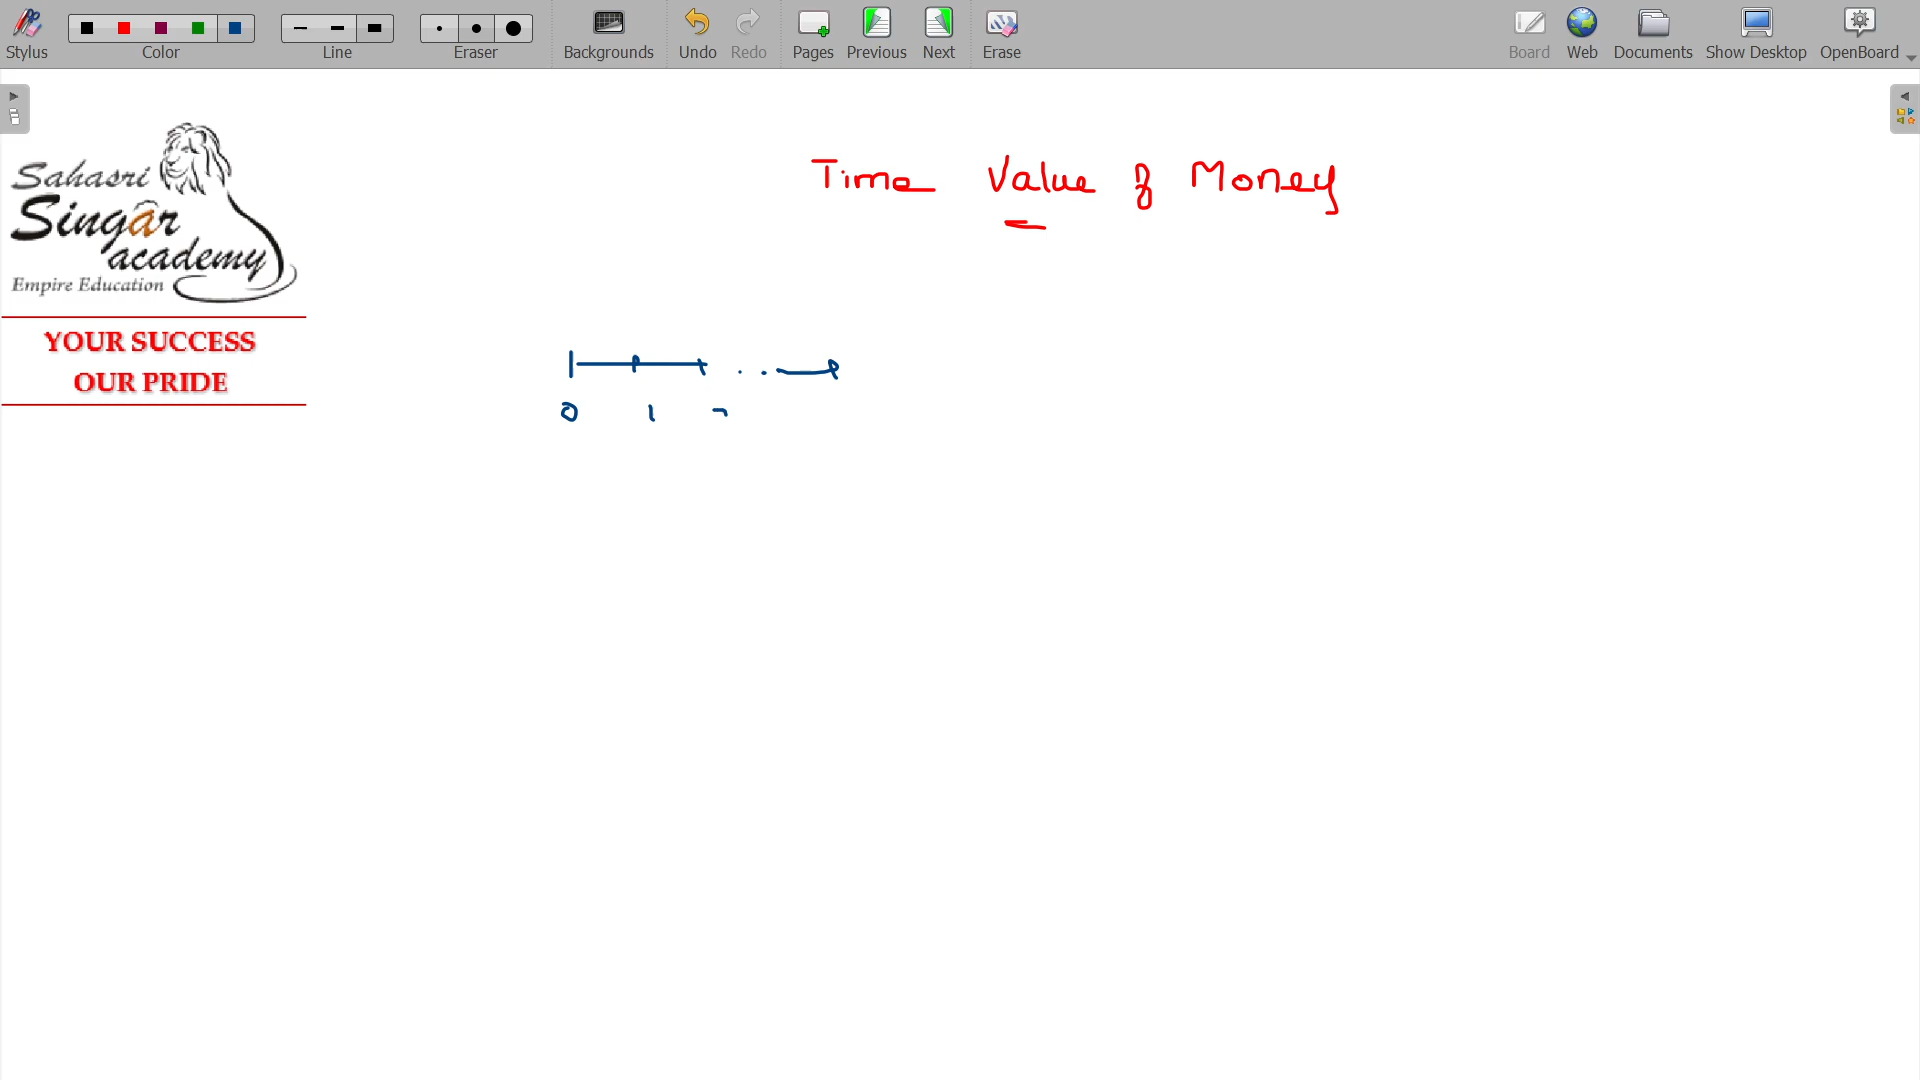 Stylus Color Line Eraser Backgrounds Undo Redo Pages Previous Next Erase Board Web Documents Show Desktop OpenBoard
Time Value of Money
Sahasri
Singar
academy
Empire Education
YOUR SUCCESS
OUR PRIDE
0 1